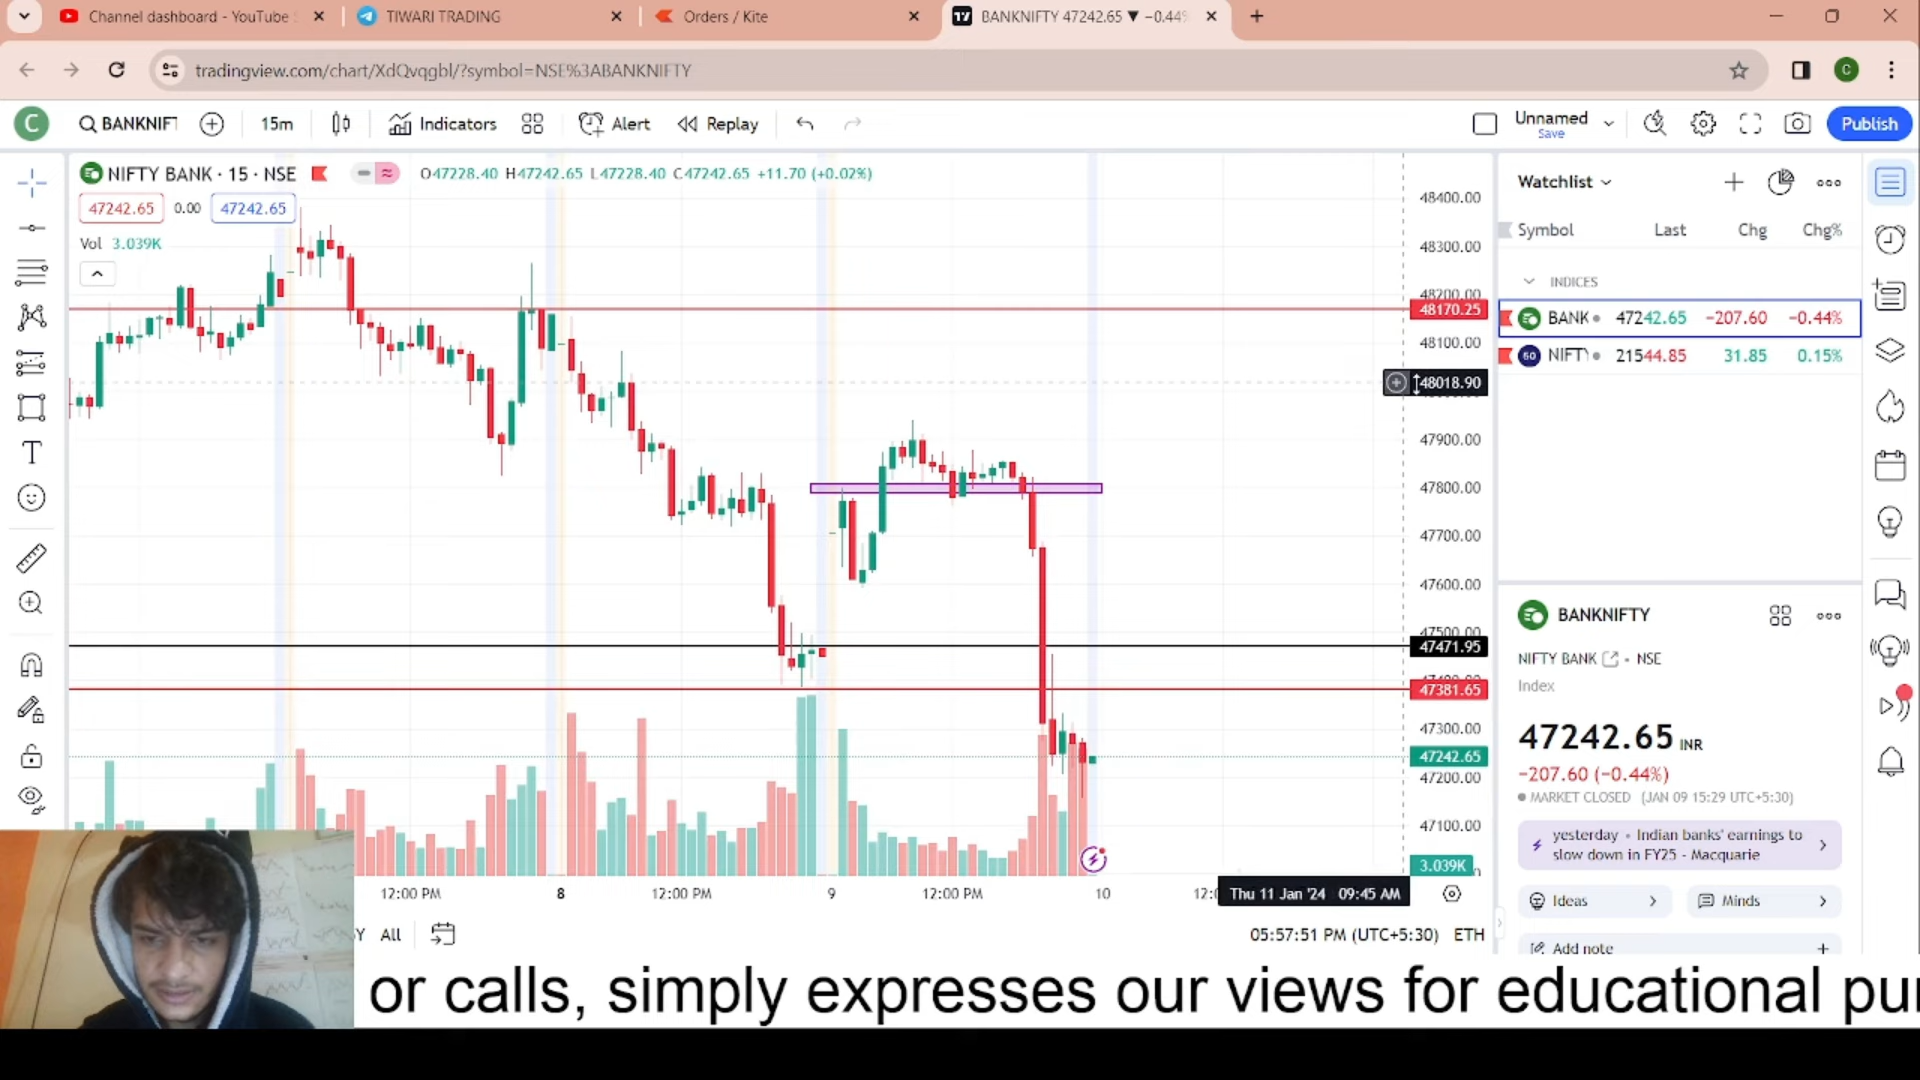 Channel dashboard - YouTube
TIWARI TRADING
Orders / Kite
BANKNIFTY 47242.65 ▼ −0.44%
tradingview.com/chart/XdQvqgbl/?symbol=NSE%3ABANKNIFTY
C
C
BANKNIFT
15m
Indicators
Alert
Replay
Unnamed
Save
Publish
NIFTY BANK · 15 · NSE
O47228.40 H47242.65 L47228.40 C47242.65 +11.70 (+0.02%)
47242.65 0.00 47242.65
Vol 3.039K
48400.00
48300.00
48200.00
48170.25
48100.00
48018.90
47900.00
47800.00
47700.00
47600.00
47500.00
47471.95
47381.65
47300.00
47242.65
47200.00
47100.00
3.039K
12:00 PM 8 12:00 PM 9 12:00 PM 10
Thu 11 Jan '24 09:45 AM
Y All
05:57:51 PM (UTC+5:30) ETH
Watchlist
Symbol Last Chg Chg%
INDICES
BANK 47242.65 −207.60 −0.44%
50 NIFTY 21544.85 31.85 0.15%
BANKNIFTY
NIFTY BANK · NSE
Index
47242.65 INR
−207.60 (−0.44%)
MARKET CLOSED (JAN 09 15:29 UTC+5:30)
yesterday • Indian banks' earnings to
slow down in FY25 - Macquarie
Ideas
Minds
Add note
or calls, simply expresses our views for educational pur